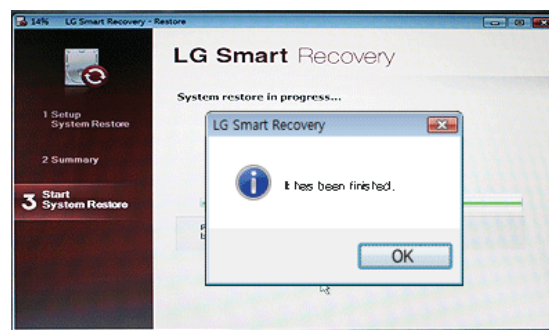 14% LG Smart Recovery - Restore
LG Smart Recovery
System restore in progress...
1 Setup
System Restore
2 Summary
3 Start
System Restore
LG Smart Recovery
It has been finished.
OK